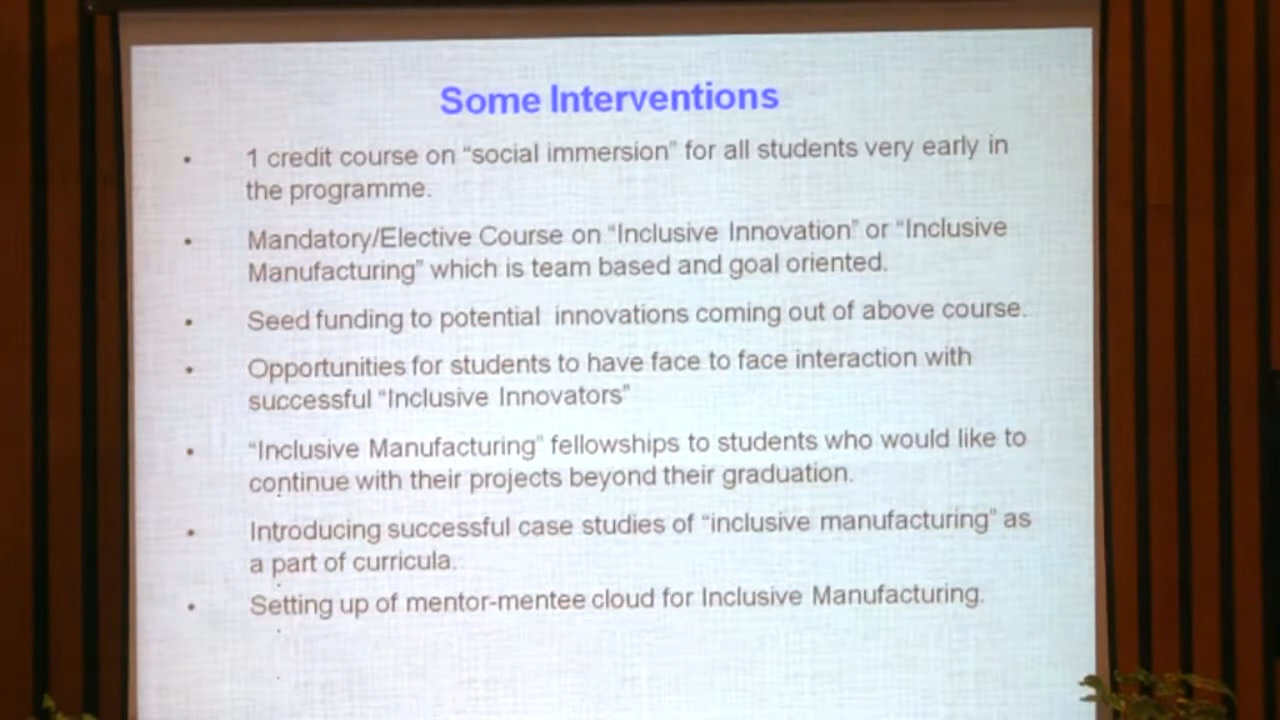 Some Interventions
• 1 credit course on “social immersion” for all students very early in
the programme.
• Mandatory/Elective Course on “Inclusive Innovation” or “Inclusive
Manufacturing” which is team based and goal oriented.
• Seed funding to potential innovations coming out of above course.
• Opportunities for students to have face to face interaction with
successful “Inclusive Innovators”
• “Inclusive Manufacturing” fellowships to students who would like to
continue with their projects beyond their graduation.
• Introducing successful case studies of “inclusive manufacturing” as
a part of curricula.
• Setting up of mentor-mentee cloud for Inclusive Manufacturing.